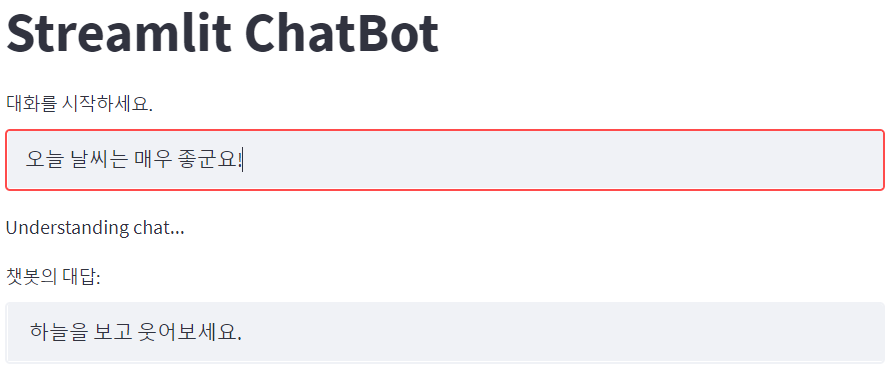 Streamlit ChatBot
대화를 시작하세요.
오늘 날씨는 매우 좋군요!
Understanding chat...
챗봇의 대답:
하늘을 보고 웃어보세요.